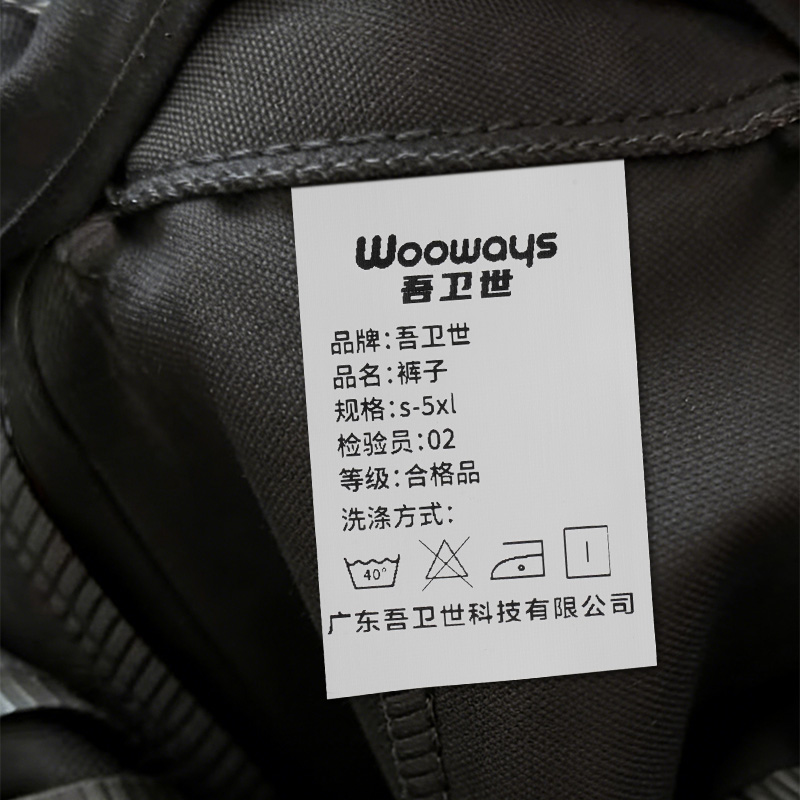 Wooways
吾卫世
品牌:吾卫世
品名:裤子
规格:s-5xl
检验员:02
等级:合格品
洗涤方式:
40°
广东吾卫世科技有限公司